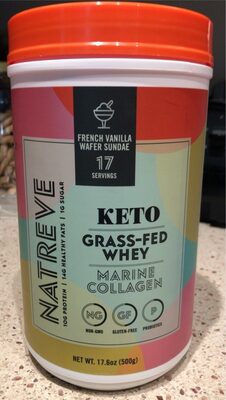 FRENCH VANILLA
WAFER SUNDAE
17
SERVINGS
NATREVE
10G PROTEIN | 14G HEALTHY FATS | 1G SUGAR
KETO
GRASS-FED
WHEY
MARINE
COLLAGEN
NG GF P
NON-GMO GLUTEN-FREE PROBIOTICS
NET WT. 17.6oz (500g)